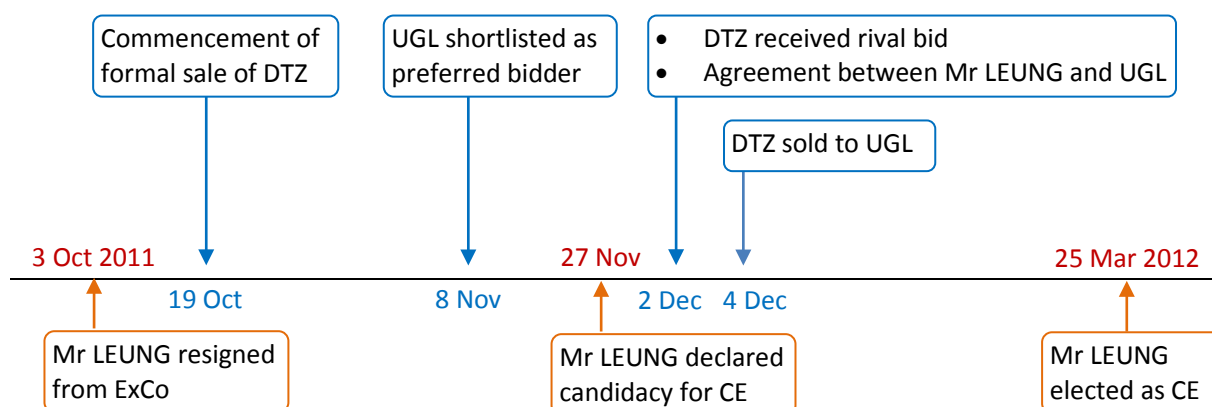 Commencement of
formal sale of DTZ
UGL shortlisted as
preferred bidder
• DTZ received rival bid
• Agreement between Mr LEUNG and UGL
DTZ sold to UGL
3 Oct 2011
27 Nov
25 Mar 2012
19 Oct
8 Nov
2 Dec
4 Dec
Mr LEUNG resigned
from ExCo
Mr LEUNG declared
candidacy for CE
Mr LEUNG
elected as CE